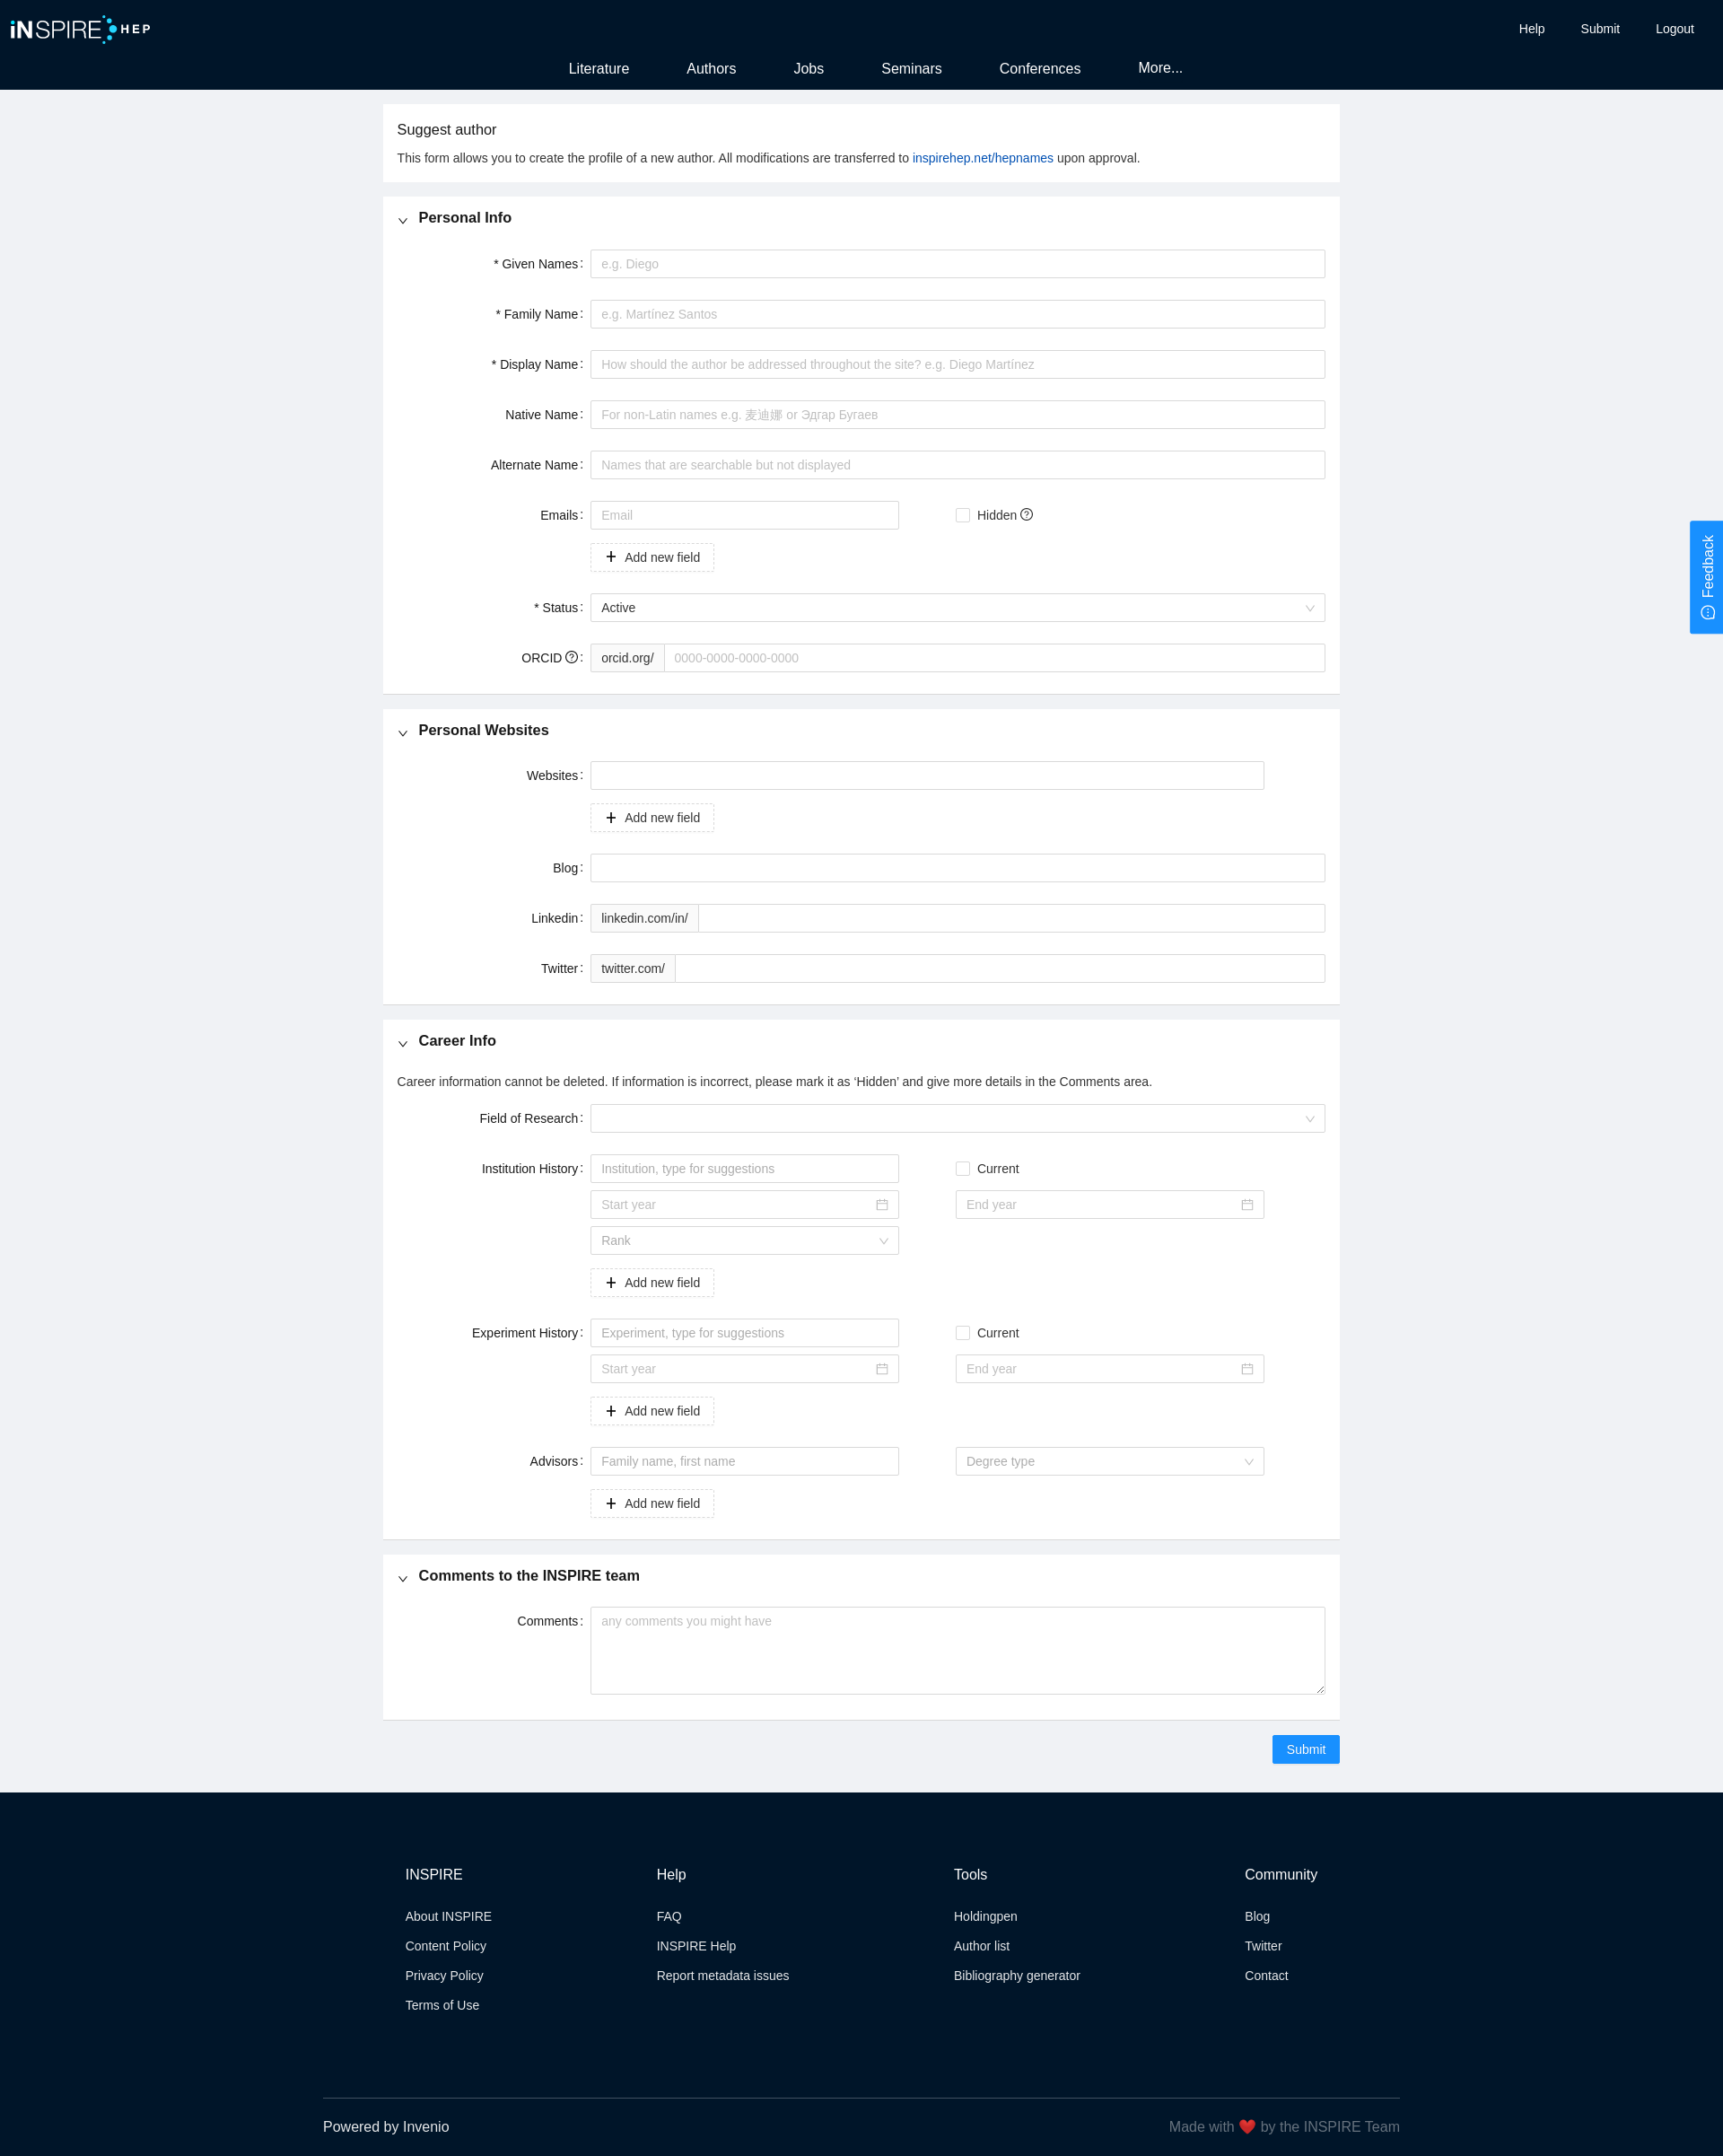 iNSPIRE HEP
Help Submit Logout
Literature Authors Jobs Seminars Conferences More...
Suggest author
This form allows you to create the profile of a new author. All modifications are transferred to inspirehep.net/hepnames upon approval.
Personal Info
* Given Names: e.g. Diego
* Family Name: e.g. Martínez Santos
* Display Name: How should the author be addressed throughout the site? e.g. Diego Martínez
Native Name: For non-Latin names e.g. 麦迪娜 or Эдгар Бугаев
Alternate Name: Names that are searchable but not displayed
Emails: Email Hidden
Add new field
Feedback
* Status: Active
ORCID : orcid.org/ 0000-0000-0000-0000
Personal Websites
Websites:
Add new field
Blog:
Linkedin: linkedin.com/in/
Twitter: twitter.com/
Career Info
Career information cannot be deleted. If information is incorrect, please mark it as ‘Hidden’ and give more details in the Comments area.
Field of Research:
Institution History: Institution, type for suggestions Current
Start year End year
Rank
Add new field
Experiment History: Experiment, type for suggestions Current
Start year End year
Add new field
Advisors: Family name, first name Degree type
Add new field
Comments to the INSPIRE team
Comments: any comments you might have
Submit
INSPIRE Help Tools Community
About INSPIRE FAQ Holdingpen Blog
Content Policy INSPIRE Help Author list Twitter
Privacy Policy Report metadata issues Bibliography generator Contact
Terms of Use
Powered by Invenio Made with ❤️ by the INSPIRE Team